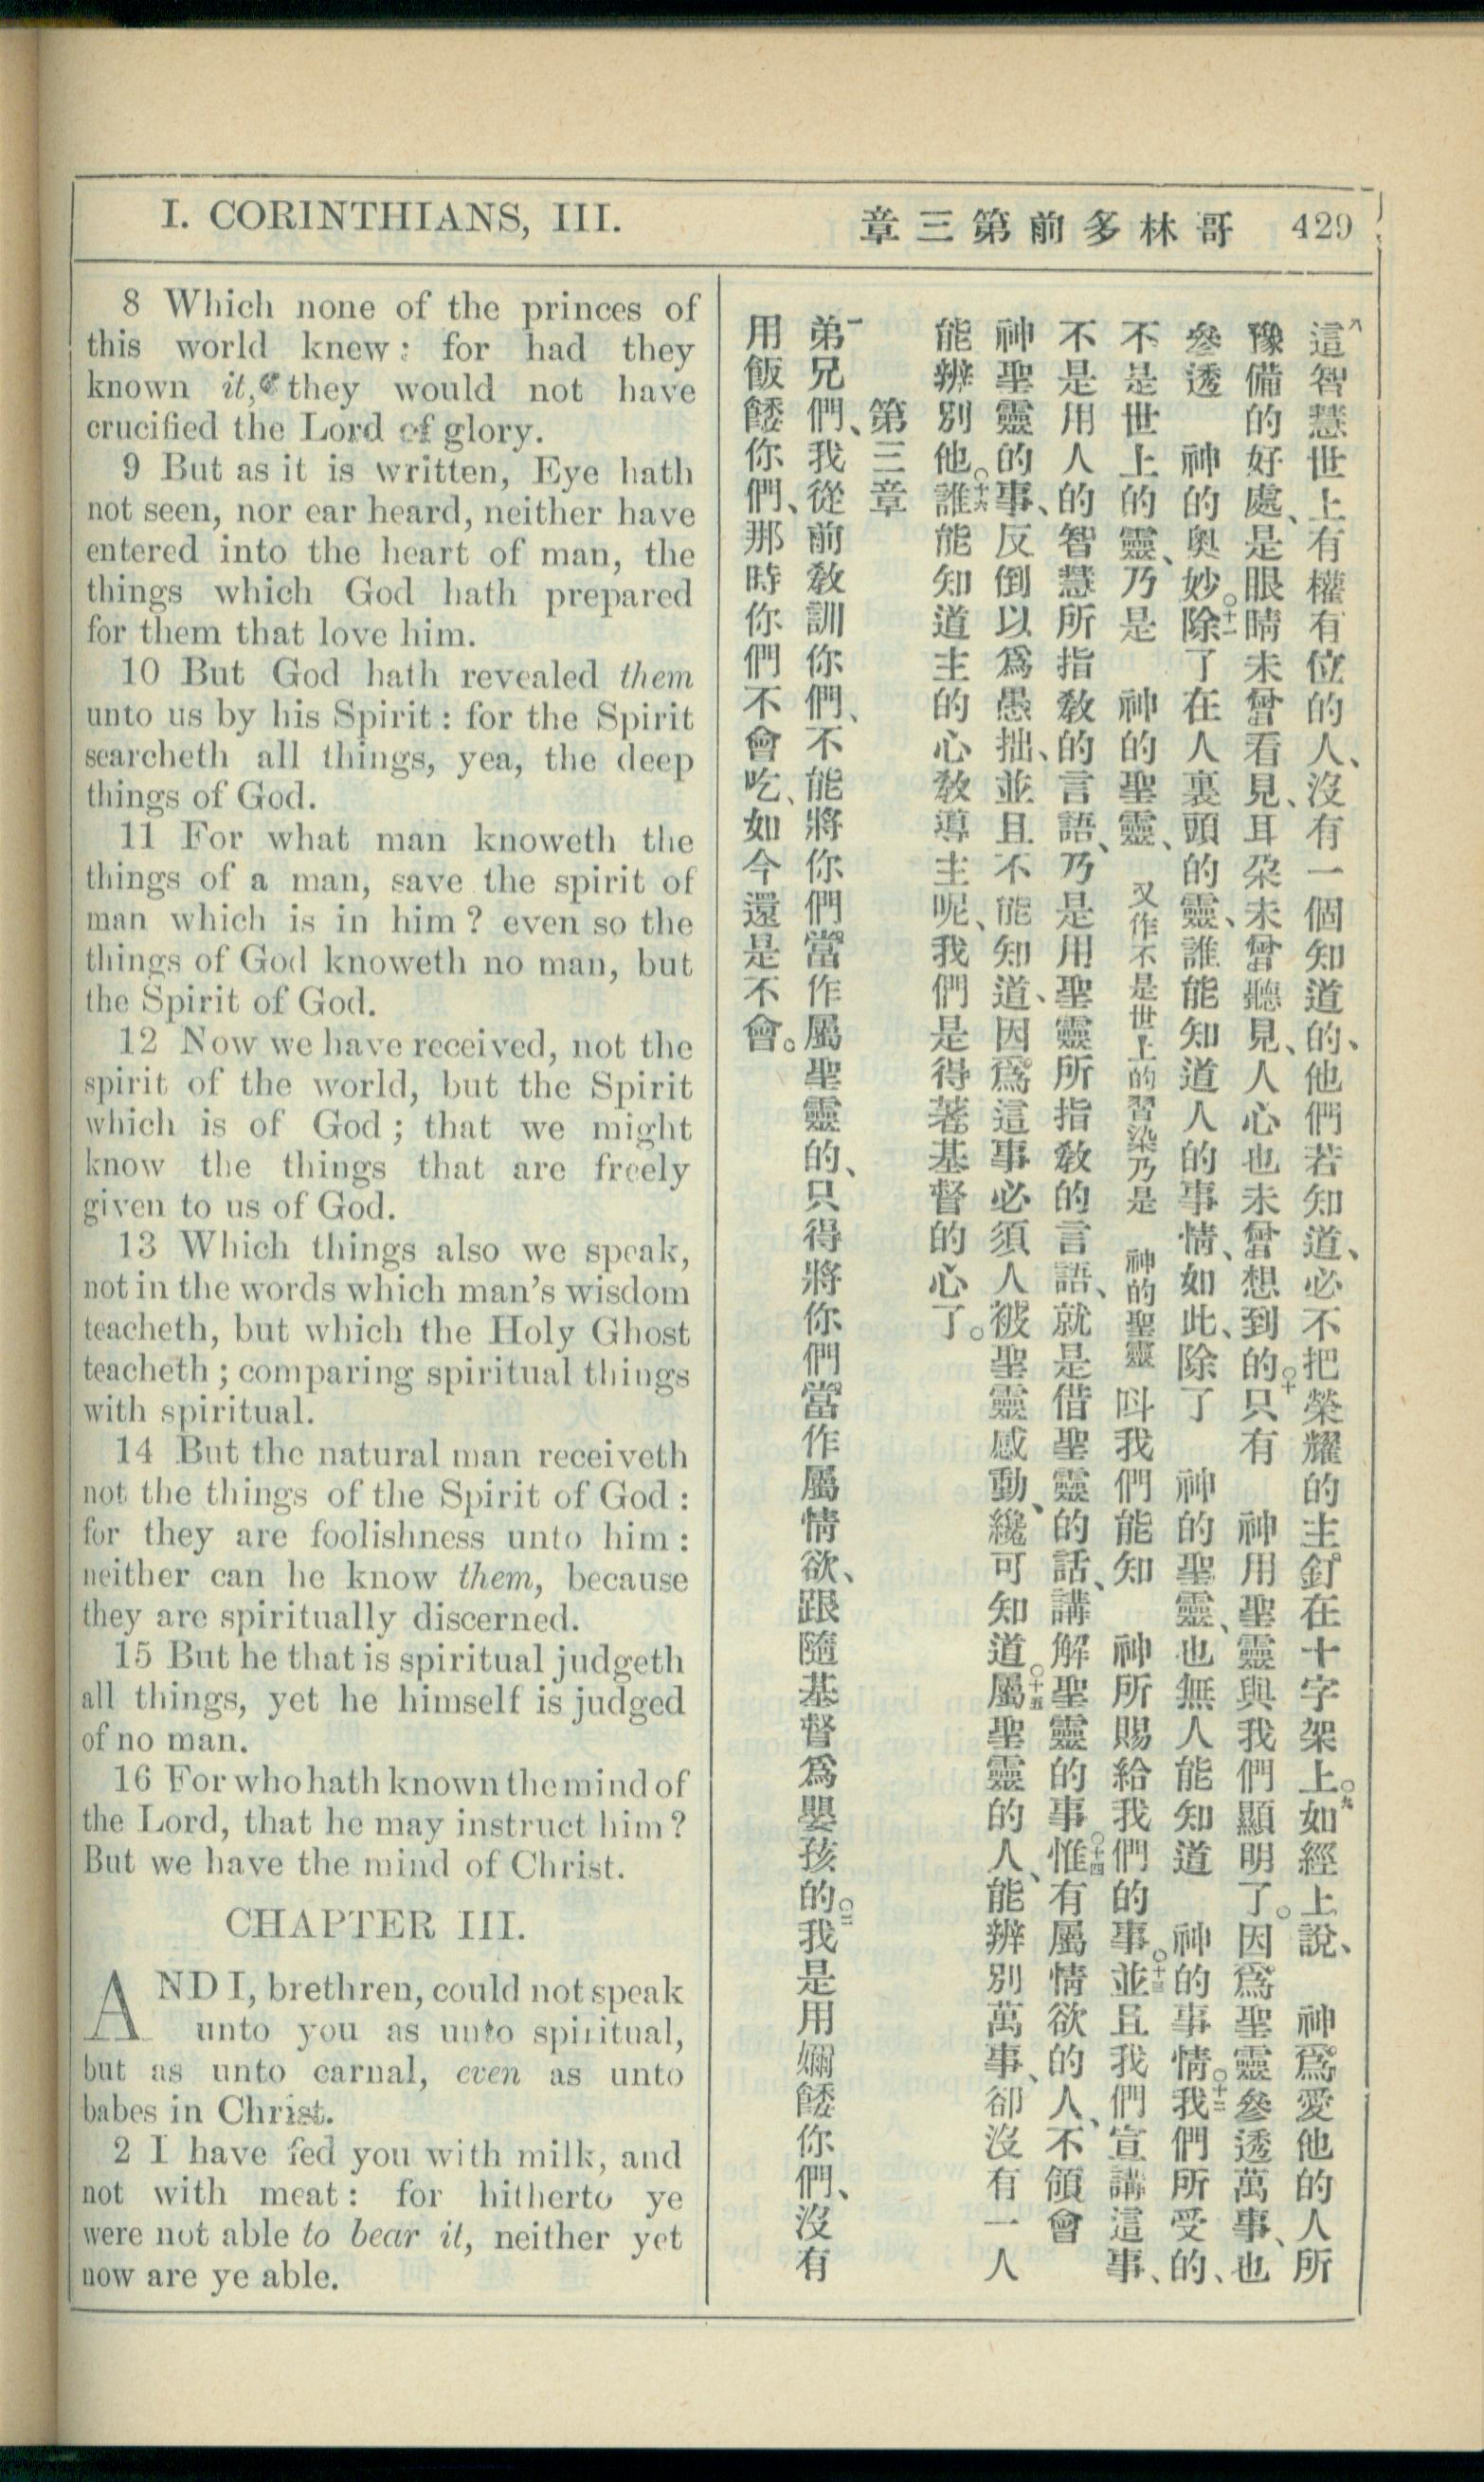 I. CORINTHIANS, III.
章三第前多林哥 429
8 Which none of the princes of
this world knew: for had they
known it, they would not have
crucified the Lord of glory.
9 But as it is written, Eye hath
not seen, nor ear heard, neither have
entered into the heart of man, the
things which God hath prepared
for them that love him.
10 But God hath revealed them
unto us by his Spirit: for the Spirit
searcheth all things, yea, the deep
things of God.
11 For what man knoweth the
things of a man, save the spirit of
man which is in him? even so the
things of God knoweth no man, but
the Spirit of God.
12 Now we have received, not the
spirit of the world, but the Spirit
which is of God; that we might
know the things that are freely
given to us of God.
13 Which things also we speak,
not in the words which man's wisdom
teacheth, but which the Holy Ghost
teacheth; comparing spiritual things
with spiritual.
14 But the natural man receiveth
not the things of the Spirit of God:
for they are foolishness unto him:
neither can he know them, because
they are spiritually discerned.
15 But he that is spiritual judgeth
all things, yet he himself is judged
of no man.
16 For who hath known the mind of
the Lord, that he may instruct him?
But we have the mind of Christ.
CHAPTER III.
AND I, brethren, could not speak
unto you as unto spiritual,
but as unto carnal, even as unto
babes in Christ.
2 I have fed you with milk, and
not with meat: for hitherto ye
were not able to bear it, neither yet
now are ye able.
八這智慧世上有權有位的人、沒有一個知道的、他們若知道、必不把榮耀的主釘在十字架上○九如經上說、 神爲愛他的人所
豫備的好處、是眼睛未曾看見、耳朶未曾聽見、人心也未曾想到的○十只有 神用聖靈與我們顯明了。因爲聖靈參透萬事、也
參透 神的奧妙○十一除了在人裏頭的靈、誰能知道人的事情、如此、除了 神的聖靈、也無人能知道 神的事情○十二我們所受的、
不是世上的靈、乃是 神的聖靈、又作不是世上的習染乃是 神的聖靈 呌我們能知 神所賜給我們的事○十三並且我們宣講這事、
不是用人的智慧所指敎的言語、乃是用聖靈所指敎的言語、就是借聖靈的話、講解聖靈的事○十四惟有屬情欲的人、不領會
神聖靈的事、反倒以爲愚拙、並且不能知道、因爲這事必須人被聖靈感動、纔可知道○十五屬聖靈的人、能辨別萬事、卻沒有一人
能辨別他○十六誰能知道主的心敎導主呢、我們是得著基督的心了。
第三章
一弟兄們、我從前敎訓你們、不能將你們當作屬聖靈的、只得將你們當作屬情欲、跟隨基督爲嬰孩的○二我是用嬭餧你們、沒有
用飯餧你們、那時你們不會吃、如今還是不會。